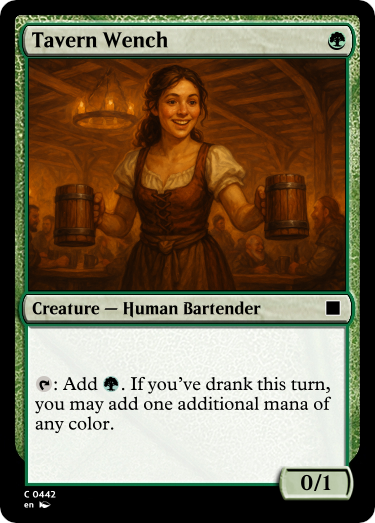 Tavern Wench
Creature — Human Bartender
: Add . If you've drank this turn,
you may add one additional mana of
any color.
0/1
C 0442
en